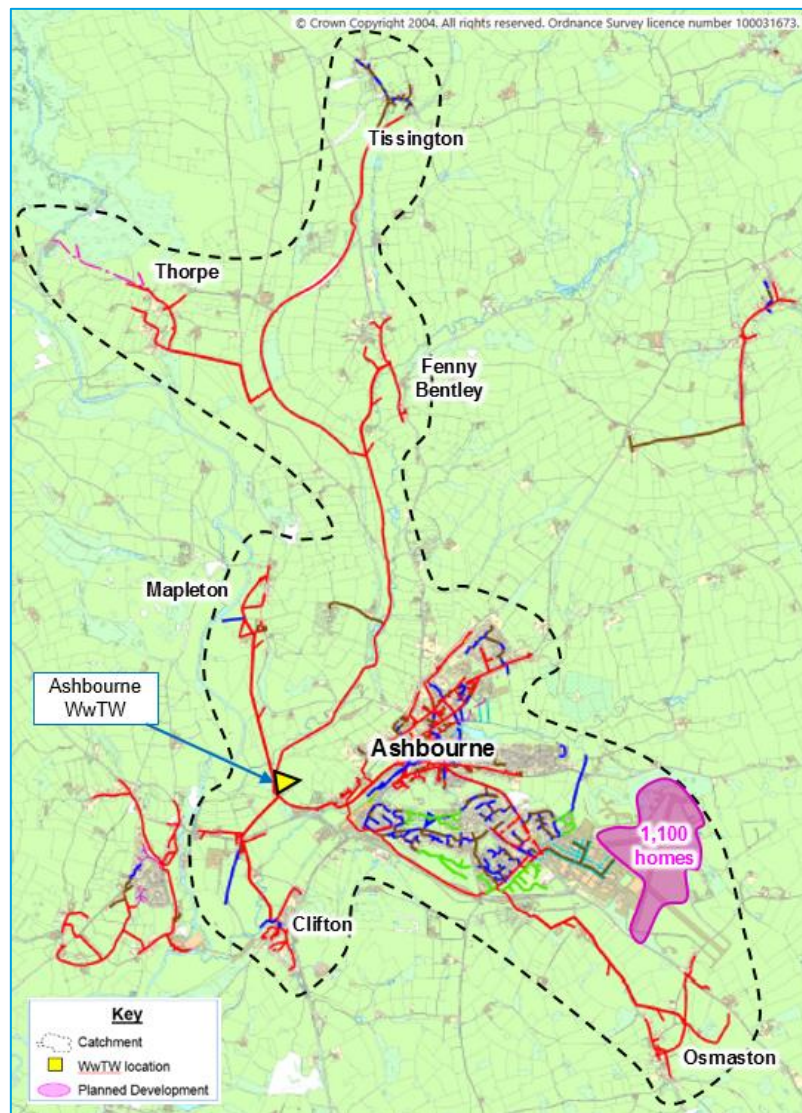 © Crown Copyright 2004. All rights reserved. Ordnance Survey licence number 100031673.
Tissington
Thorpe
Fenny
Bentley
Mapleton
Ashbourne
WwTW
Ashbourne
1,100
homes
Clifton
Osmaston
Key
Catchment
WwTW location
Planned Development